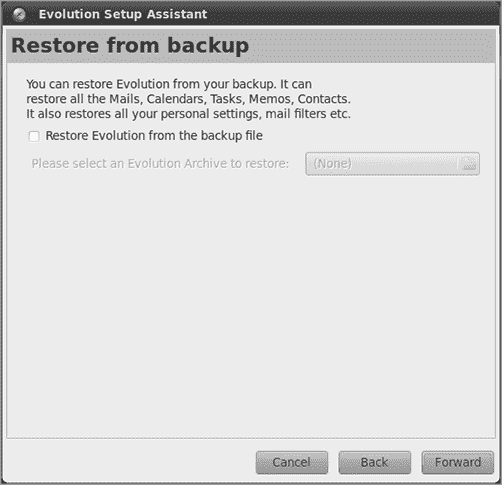 Evolution Setup Assistant
Restore from backup
You can restore Evolution from your backup. It can
restore all the Mails, Calendars, Tasks, Memos, Contacts.
It also restores all your personal settings, mail filters etc.
Restore Evolution from the backup file
Please select an Evolution Archive to restore: (None)
Cancel Back Forward